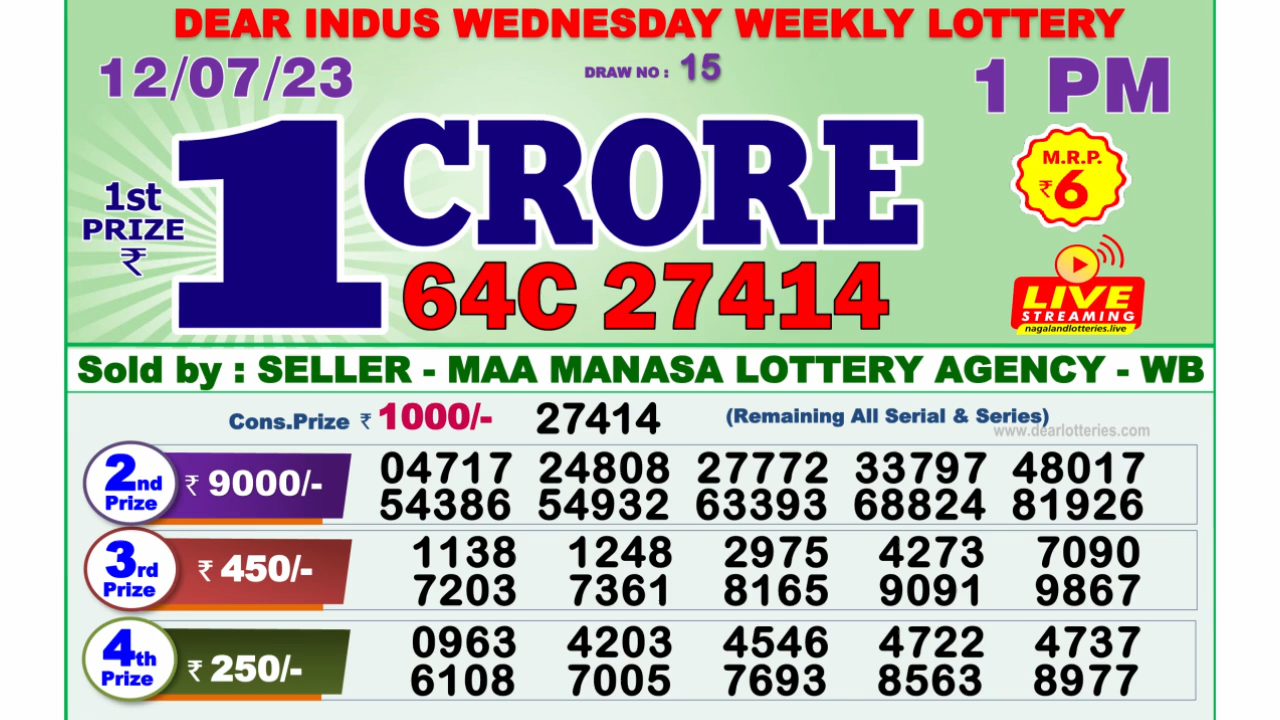 DEAR INDUS WEDNESDAY WEEKLY LOTTERY
12/07/23
DRAW NO : 15
1 PM
1st PRIZE ₹
1 CRORE
M.R.P. ₹6
64C 27414
LIVE
STREAMING
nagalandlotteries.live
Sold by : SELLER - MAA MANASA LOTTERY AGENCY - WB
Cons.Prize ₹ 1000/- 27414 (Remaining All Serial & Series)
www.dearlotteries.com
2nd Prize ₹ 9000/-
04717 24808 27772 33797 48017
54386 54932 63393 68824 81926
3rd Prize ₹ 450/-
1138 1248 2975 4273 7090
7203 7361 8165 9091 9867
4th Prize ₹ 250/-
0963 4203 4546 4722 4737
6108 7005 7693 8563 8977